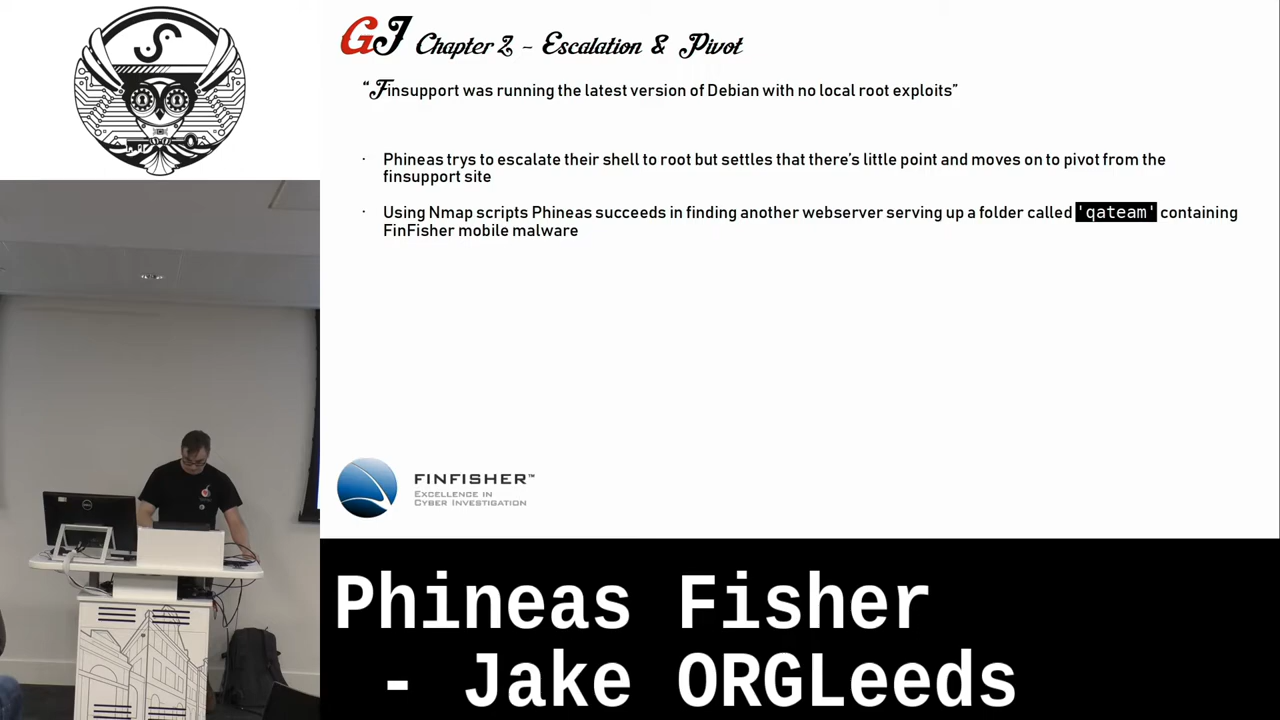 GI Chapter 2 ~ Escalation & Pivot
“Finsupport was running the latest version of Debian with no local root exploits”
· Phineas trys to escalate their shell to root but settles that there’s little point and moves on to pivot from the
finsupport site
· Using Nmap scripts Phineas succeeds in finding another webserver serving up a folder called 'qateam' containing
FinFisher mobile malware
FINFISHER™
EXCELLENCE IN
CYBER INVESTIGATION
Phineas Fisher
- Jake ORGLeeds